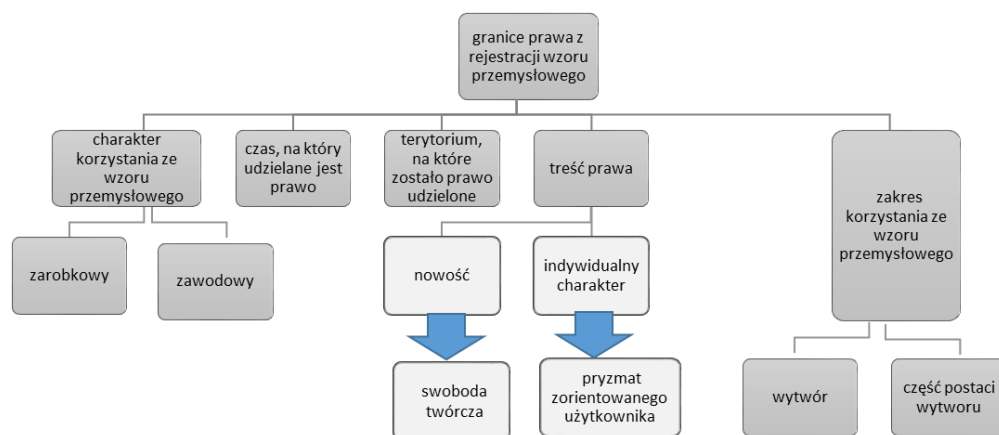 granice prawa z
rejestracji wzoru
przemysłowego
charakter
korzystania ze
wzoru
przemysłowego
czas, na który
udzielane jest
prawo
terytorium,
na które
zostało prawo
udzielone
treść prawa
zakres
korzystania ze
wzoru
przemysłowego
zarobkowy
zawodowy
nowość
indywidualny
charakter
swoboda
twórcza
pryzmat
zorientowanego
użytkownika
wytwór
część postaci
wytworu